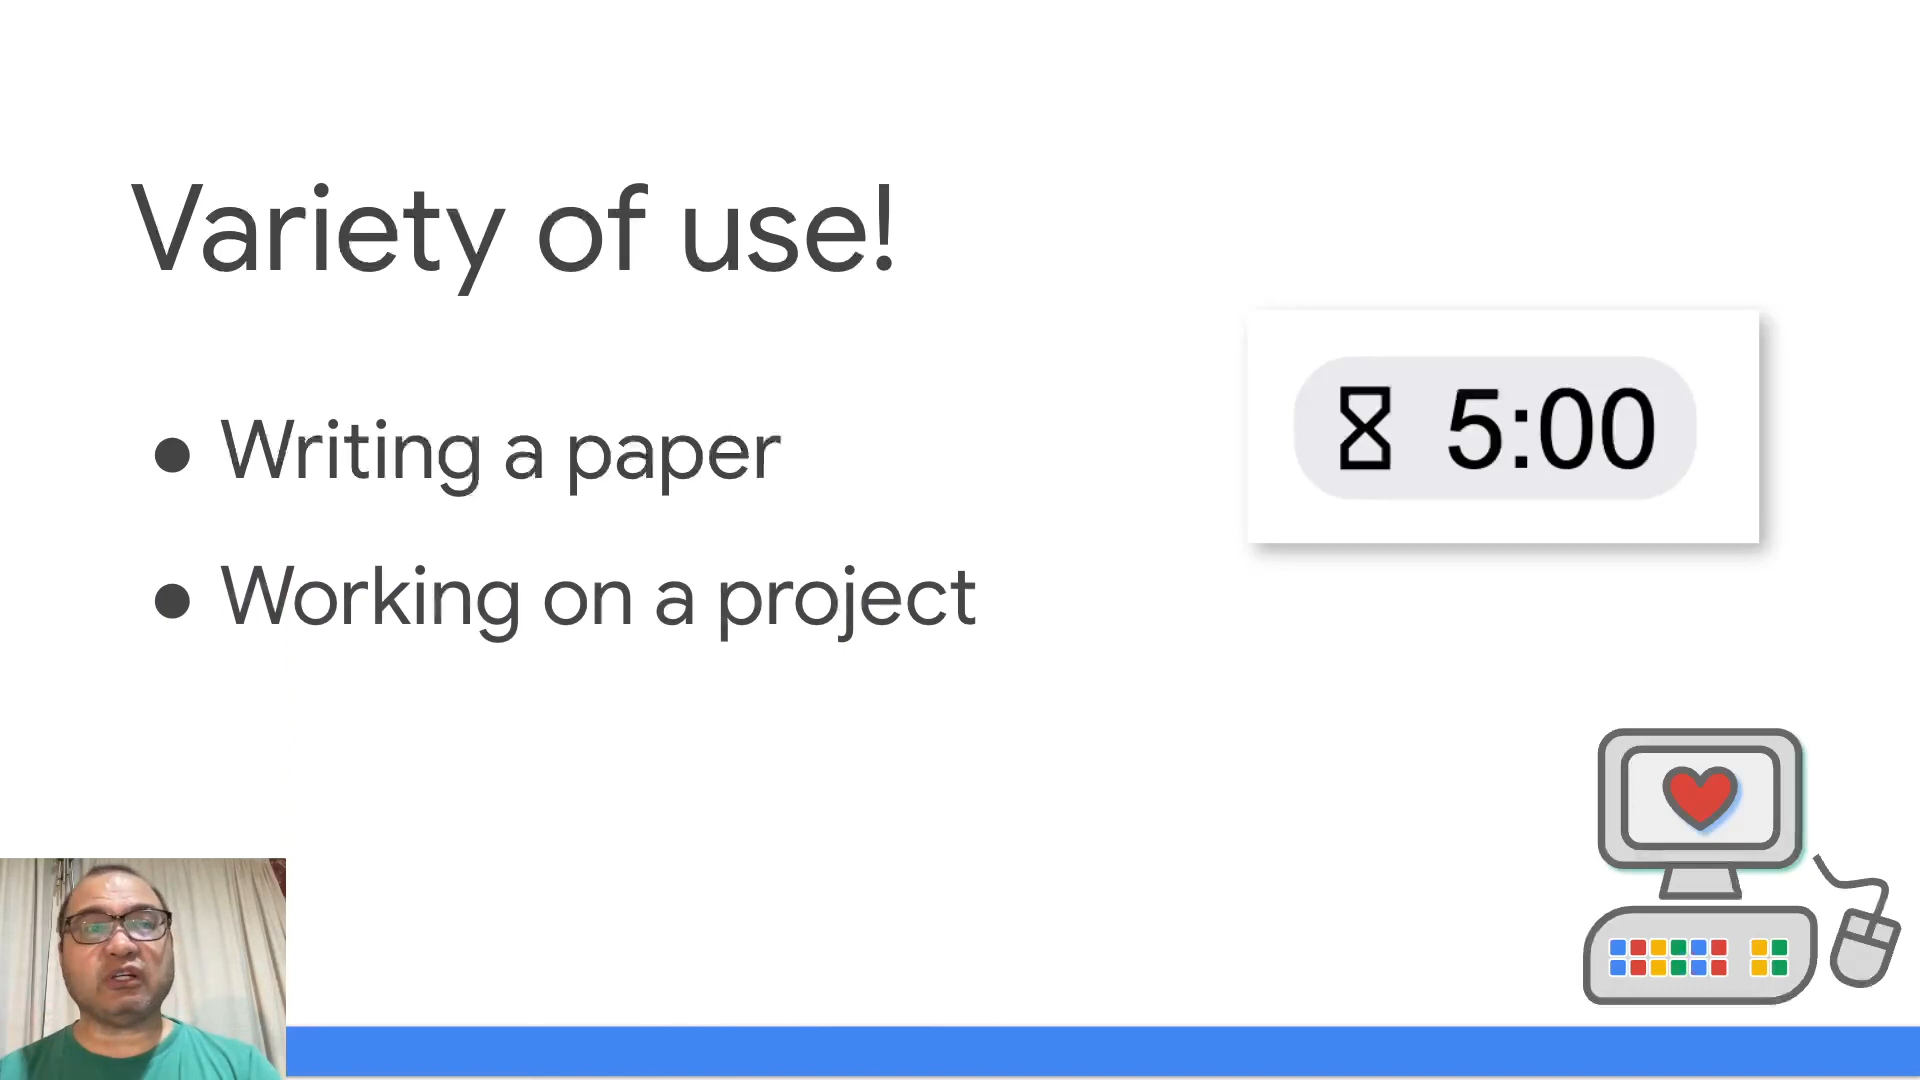 Variety of use!
● Writing a paper
● Working on a project
⌛ 5:00